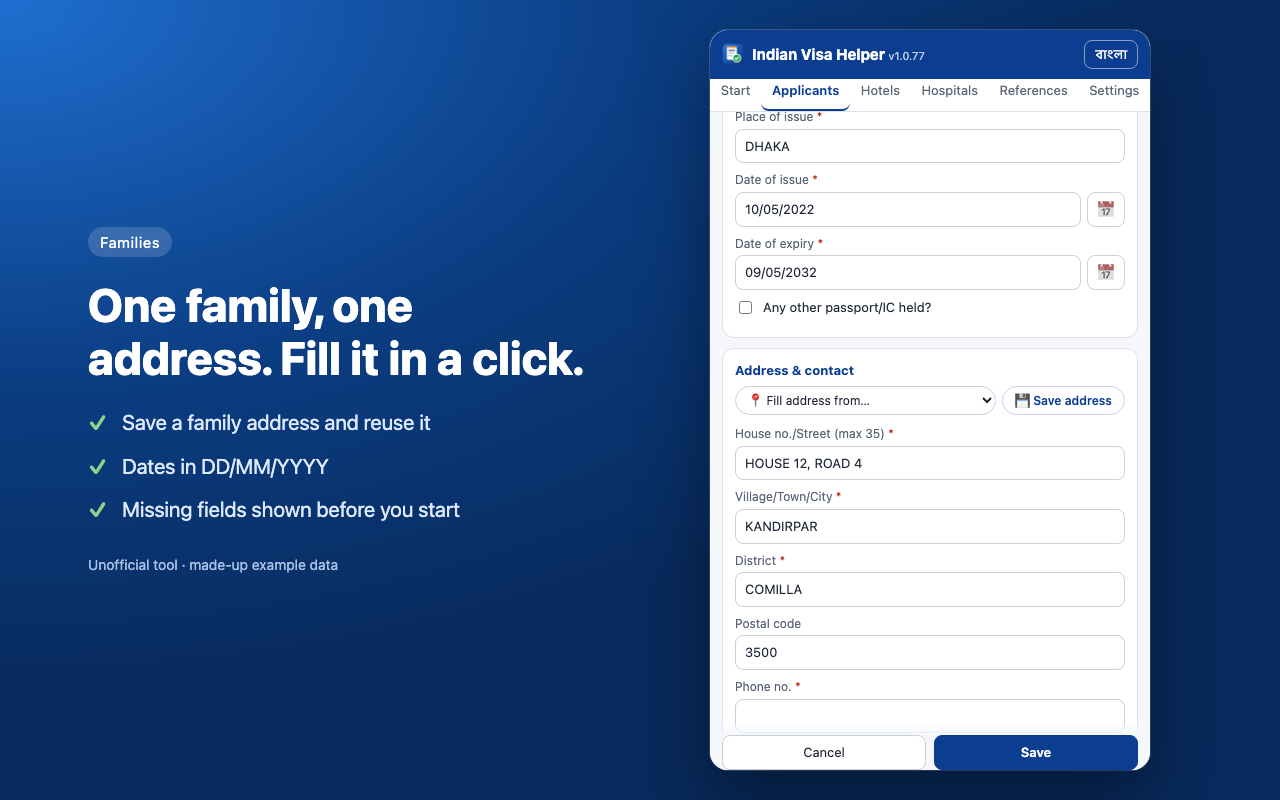 Families
One family, one
address. Fill it in a click.
Save a family address and reuse it
Dates in DD/MM/YYYY
Missing fields shown before you start
Unofficial tool · made-up example data
Indian Visa Helper v1.0.77
বাংলা
Start Applicants Hotels Hospitals References Settings
Place of issue *
DHAKA
Date of issue *
10/05/2022
Date of expiry *
09/05/2032
Any other passport/IC held?
Address & contact
Fill address from...
Save address
House no./Street (max 35) *
HOUSE 12, ROAD 4
Village/Town/City *
KANDIRPAR
District *
COMILLA
Postal code
3500
Phone no. *
Cancel
Save